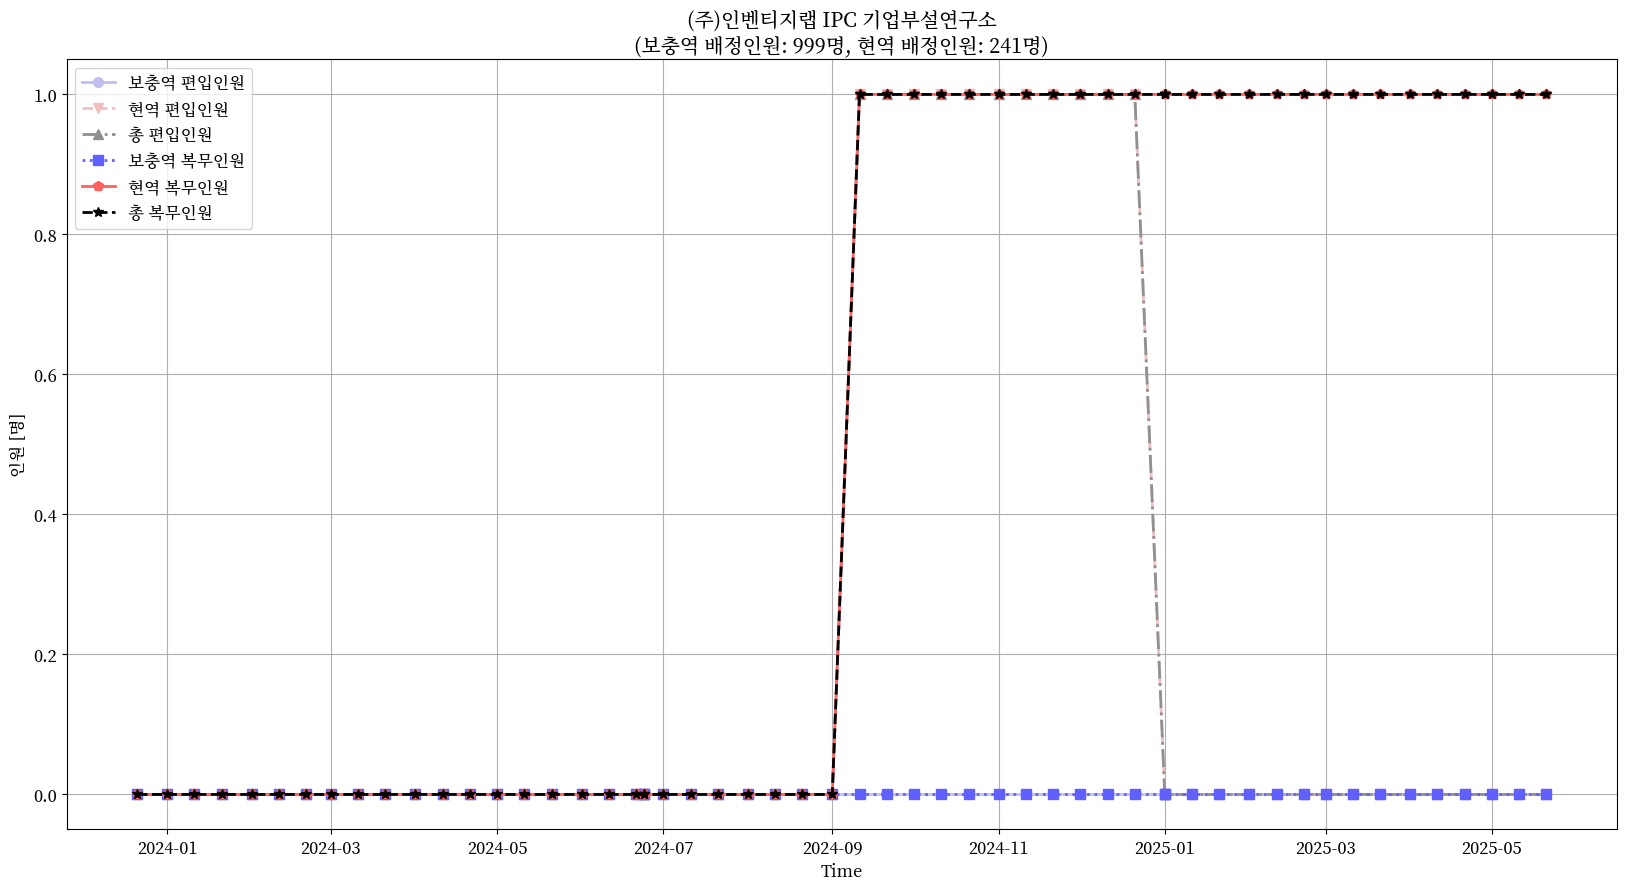 (주)인벤티지랩 IPC 기업부설연구소
(보충역 배정인원: 999명, 현역 배정인원: 241명)
보충역 편입인원
현역 편입인원
총 편입인원
보충역 복무인원
현역 복무인원
총 복무인원
1.0
0.8
0.6
0.4
0.2
0.0
인원 [명]
2024-01 2024-03 2024-05 2024-07 2024-09 2024-11 2025-01 2025-03 2025-05
Time